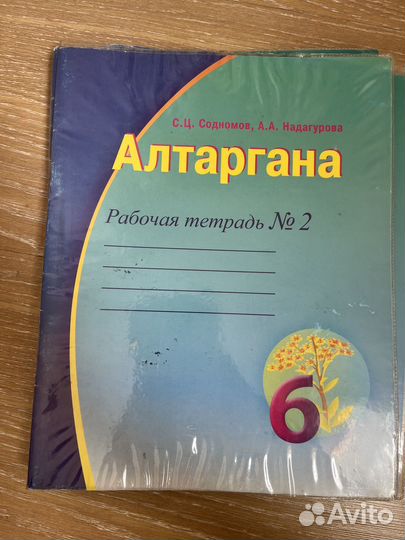 С.Ц. Содномов, А.А. Надагурова
Алтаргана
Рабочая тетрадь № 2
6
Avito